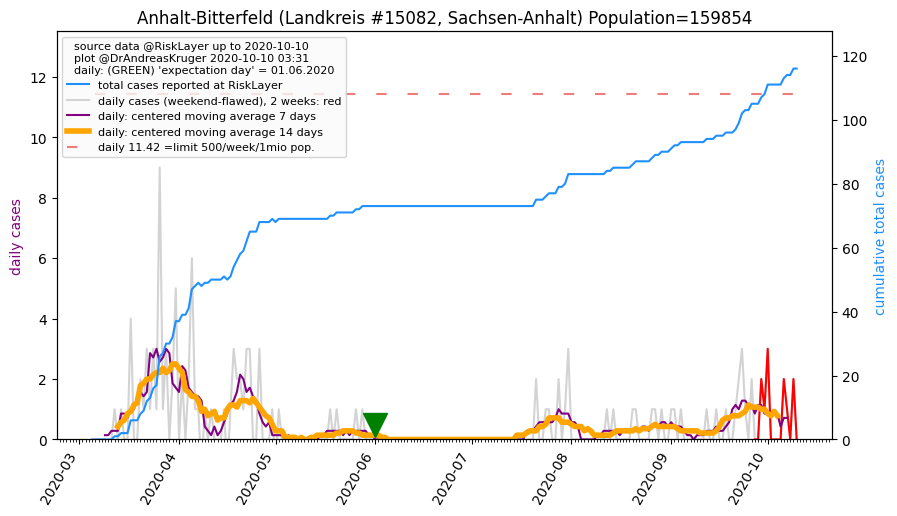 Anhalt-Bitterfeld (Landkreis #15082, Sachsen-Anhalt) Population=159854
source data @RiskLayer up to 2020-10-10
plot @DrAndreasKruger 2020-10-10 03:31
daily: (GREEN) 'expectation day' = 01.06.2020
total cases reported at RiskLayer
daily cases (weekend-flawed), 2 weeks: red
daily: centered moving average 7 days
daily: centered moving average 14 days
daily 11.42 =limit 500/week/1mio pop.
daily cases
12
10
8
6
4
2
0
120
100
80
60
40
20
0
cumulative total cases
2020-03
2020-04
2020-05
2020-06
2020-07
2020-08
2020-09
2020-10